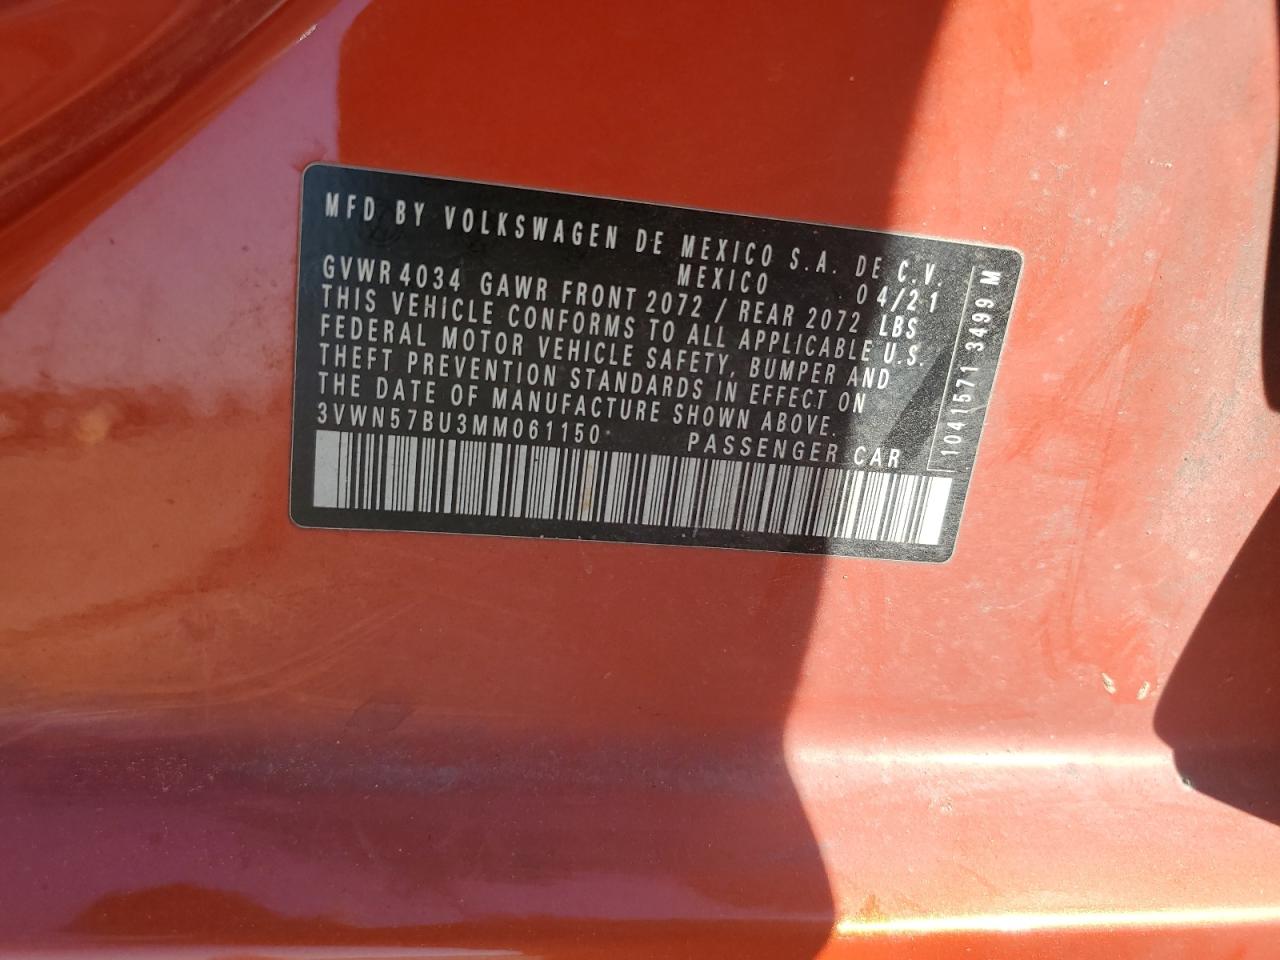 MFD BY VOLKSWAGEN DE MEXICO S.A. DE C.V.
MEXICO 04/21
GVWR 4034 GAWR FRONT 2072 / REAR 2072 LBS
THIS VEHICLE CONFORMS TO ALL APPLICABLE U.S.
FEDERAL MOTOR VEHICLE SAFETY, BUMPER AND
THEFT PREVENTION STANDARDS IN EFFECT ON
THE DATE OF MANUFACTURE SHOWN ABOVE.
3VWN57BU3MM061150 PASSENGER CAR
1041571 3499 M